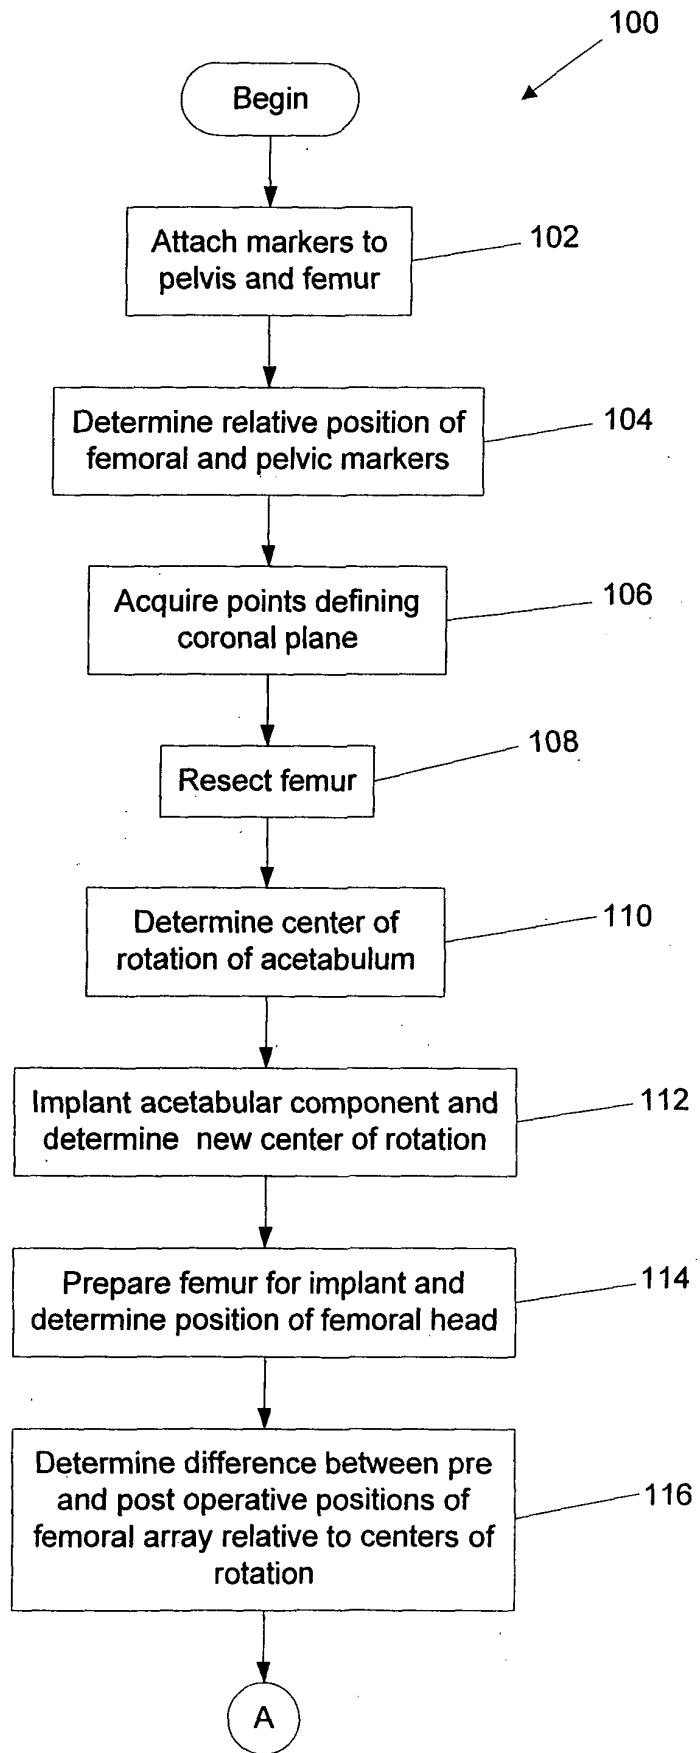 100
Begin
Attach markers to
pelvis and femur
102
Determine relative position of
femoral and pelvic markers
104
Acquire points defining
coronal plane
106
Resect femur
108
Determine center of
rotation of acetabulum
110
Implant acetabular component and
determine new center of rotation
112
Prepare femur for implant and
determine position of femoral head
114
Determine difference between pre
and post operative positions of
femoral array relative to centers of
rotation
116
A